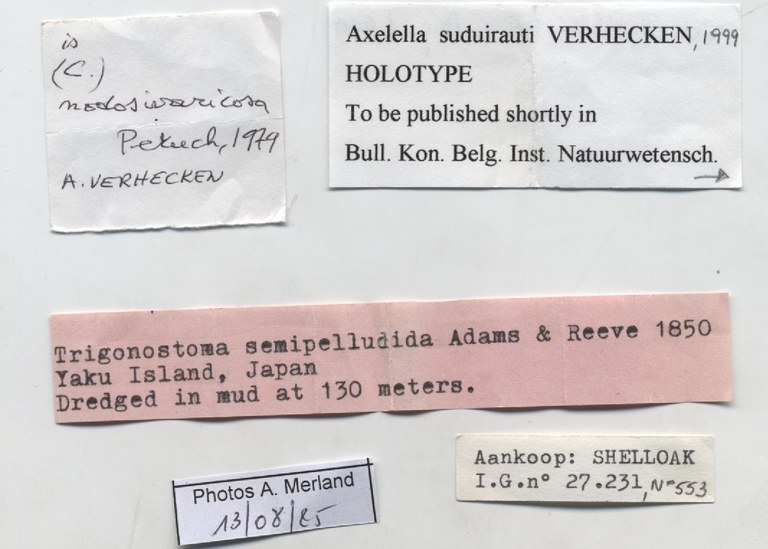 is
(C.)
nodosivaricosa
Petuch, 1979
A. VERHECKEN
Axelella suduirauti VERHECKEN, 1999
HOLOTYPE
To be published shortly in
Bull. Kon. Belg. Inst. Natuurwetensch.
Trigonostoma semipelludida Adams & Reeve 1850
Yaku Island, Japan
Dredged in mud at 130 meters.
Aankoop: SHELLOAK
I.G.n° 27.231, N°553
Photos A. Merland
13/08/25